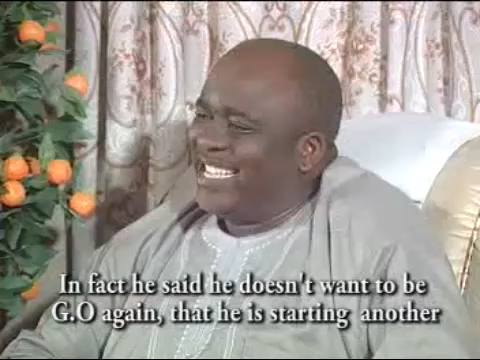 In fact he said he doesn't want to be
G.O again, that he is starting another